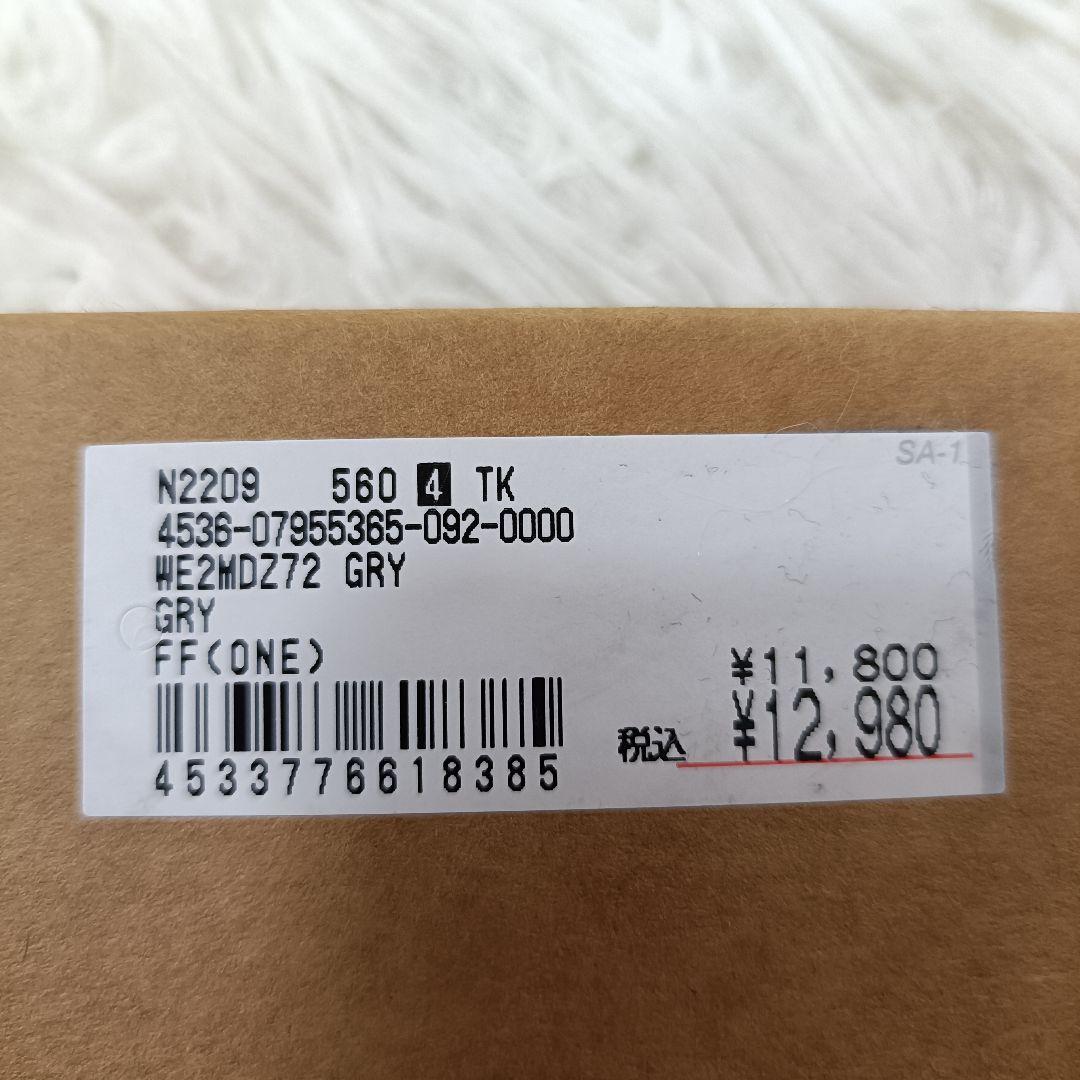 SA-1
N2209 560 4 TK
4536-07955365-092-0000
WE2MDZ72 GRY
GRY
FF(ONE)
¥11,800
税込 ¥12,980
4533776618385